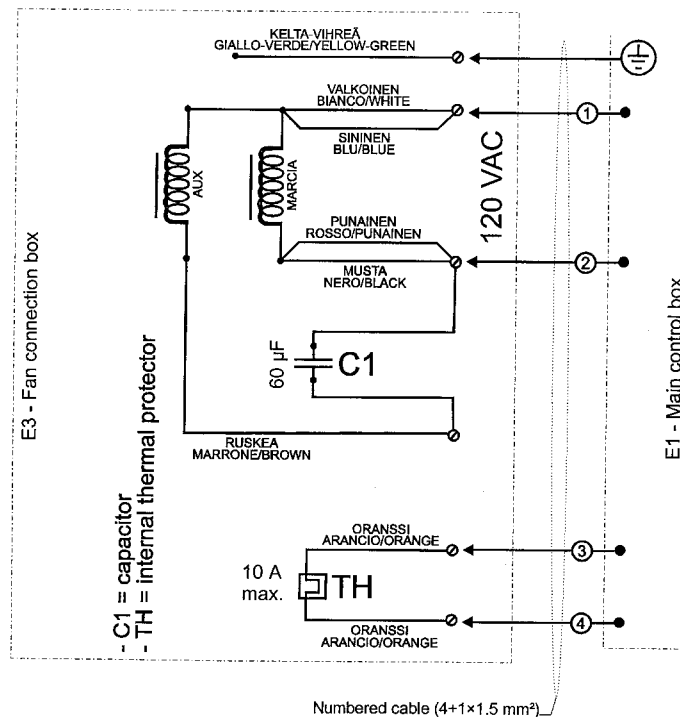 KELTA-VIHREÄ
GIALLO-VERDE/YELLOW-GREEN
VALKOINEN
BIANCO/WHITE
1
SININEN
BLU/BLUE
AUX
MARCIA
120 VAC
PUNAINEN
ROSSO/PUNAINEN
2
MUSTA
NERO/BLACK
E3 - Fan connection box
E1 - Main control box
60 µF
C1
RUSKEA
MARRONE/BROWN
- C1 = capacitor
- TH = internal thermal protector
ORANSSI
ARANCIO/ORANGE
3
10 A
max.
TH
4
ORANSSI
ARANCIO/ORANGE
Numbered cable (4+1×1.5 mm²)